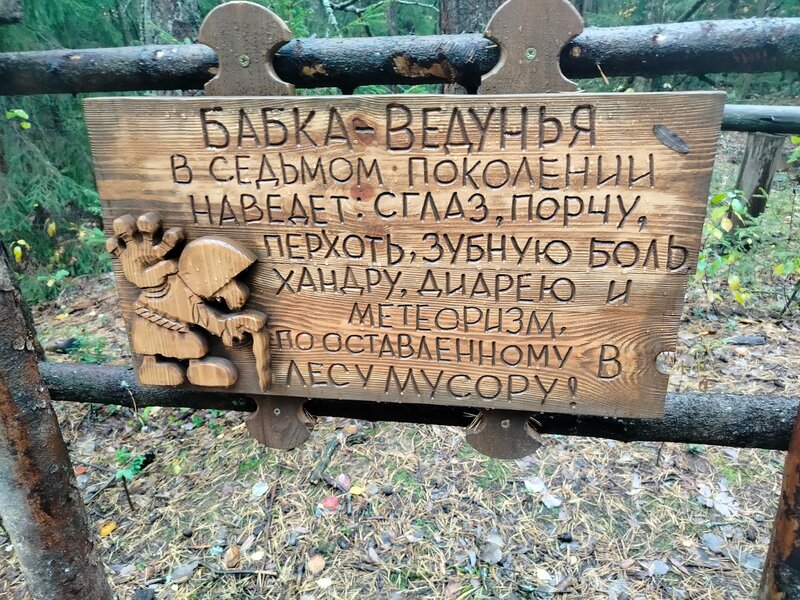 БАБКА-ВЕДУНЬЯ
В СЕДЬМОМ ПОКОЛЕНИИ
НАВЕДЕТ: СГЛАЗ, ПОРЧУ,
ПЕРХОТЬ, ЗУБНУЮ БОЛЬ,
ХАНДРУ, ДИАРЕЮ И
МЕТЕОРИЗМ,
ПО ОСТАВЛЕННОМУ В
ЛЕСУ МУСОРУ!